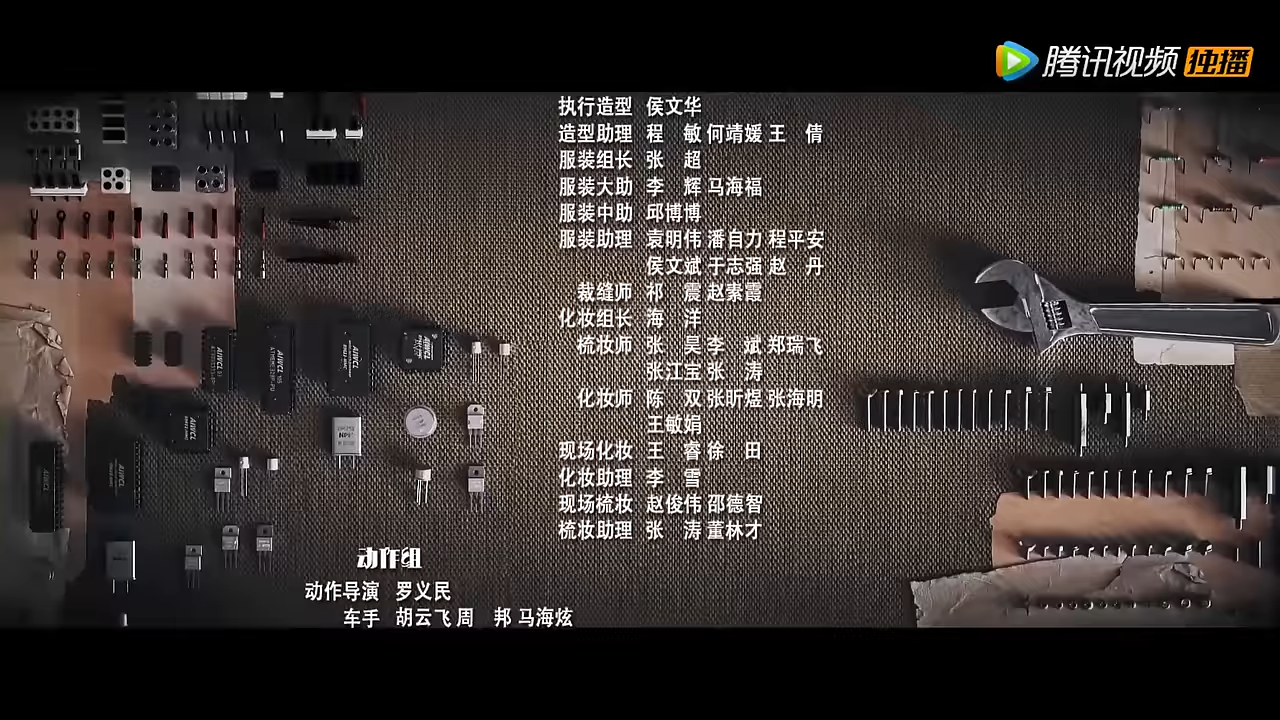 腾讯视频 独播
执行造型 侯文华
造型助理 程 敏 何靖媛 王 倩
服装组长 张 超
服装大助 李 辉 马海福
服装中助 邱博博
服装助理 袁明伟 潘自力 程平安
侯文斌 于志强 赵 丹
裁缝师 祁 震 赵素霞
化妆组长 海 洋
梳妆师 张 昊 李 斌 郑瑞飞
张江宝 张 涛
化妆师 陈 双 张昕煜 张海明
王敏娟
现场化妆 王 睿 徐 田
化妆助理 李 雪
现场梳妆 赵俊伟 邵德智
梳妆助理 张 涛 董林才
动作组
动作导演 罗义民
车手 胡云飞 周 邦 马海炫